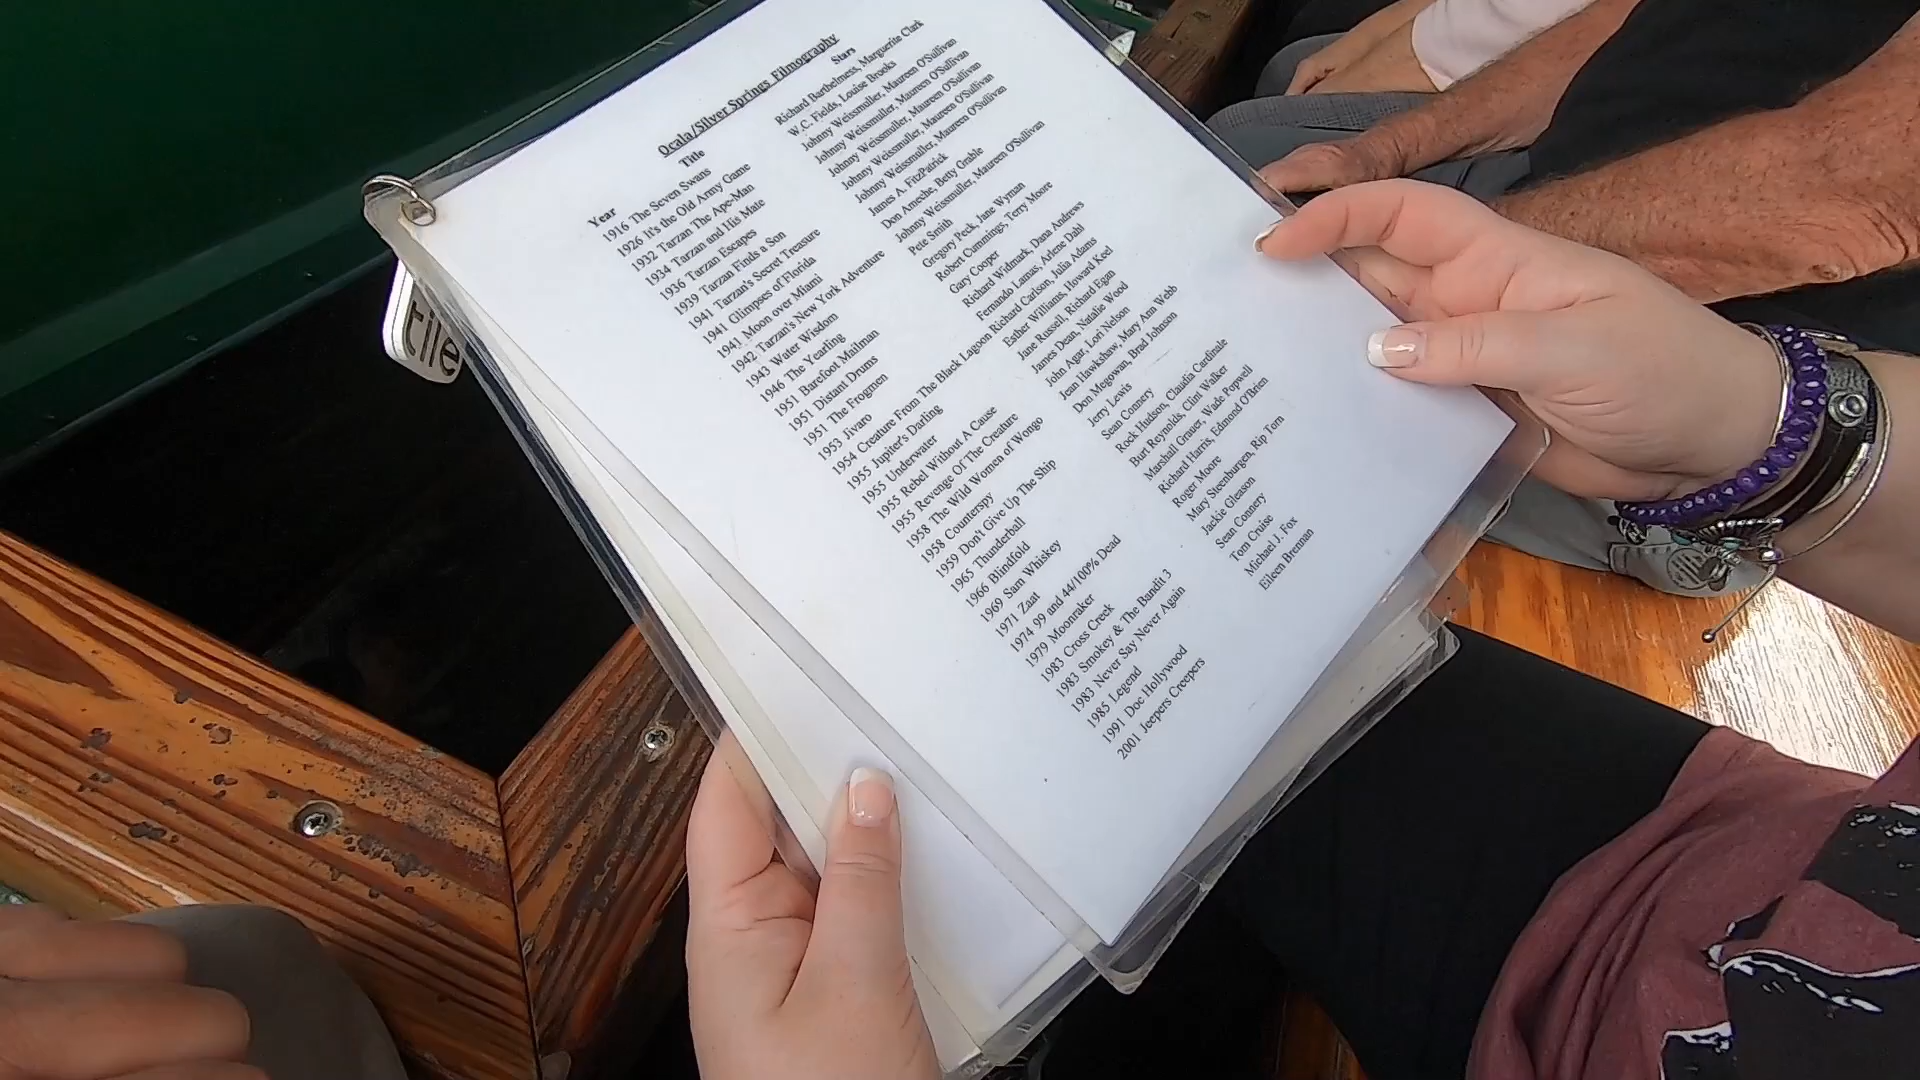 Ocala/Silver Springs Filmography
Year Title Stars
1916 The Seven Swans Richard Barthelmess, Marguerite Clark
1926 It's the Old Army Game W.C. Fields, Louise Brooks
1932 Tarzan The Ape-Man Johnny Weissmuller, Maureen O'Sullivan
1934 Tarzan and His Mate Johnny Weissmuller, Maureen O'Sullivan
1936 Tarzan Escapes Johnny Weissmuller, Maureen O'Sullivan
1939 Tarzan Finds a Son Johnny Weissmuller, Maureen O'Sullivan
1941 Tarzan's Secret Treasure Johnny Weissmuller, Maureen O'Sullivan
1941 Glimpses of Florida James A. FitzPatrick
1941 Moon over Miami Don Ameche, Betty Grable
1942 Tarzan's New York Adventure Johnny Weissmuller, Maureen O'Sullivan
1943 Water Wisdom Pete Smith
1946 The Yearling Gregory Peck, Jane Wyman
1951 Barefoot Mailman Robert Cummings, Terry Moore
1951 Distant Drums Gary Cooper
1951 The Frogmen Richard Widmark, Dana Andrews
1953 Jivaro Fernando Lamas, Arlene Dahl
1954 Creature From The Black Lagoon Richard Carlson, Julia Adams
1955 Jupiter's Darling Esther Williams, Howard Keel
1955 Underwater Jane Russell, Richard Egan
1955 Rebel Without A Cause James Dean, Natalie Wood
1955 Revenge Of The Creature John Agar, Lori Nelson
1958 The Wild Women of Wongo Jean Hawkshaw, Mary Ann Webb
1958 Counterspy Don Megowan, Brad Johnson
1959 Don't Give Up The Ship Jerry Lewis
1965 Thunderball Sean Connery
1966 Blindfold Rock Hudson, Claudia Cardinale
1969 Sam Whiskey Burt Reynolds, Clint Walker
1971 Zaat Marshall Grauer, Wade Popwell
1974 99 and 44/100% Dead Richard Harris, Edmond O'Brien
1979 Moonraker Roger Moore
1983 Cross Creek Mary Steenburgen, Rip Torn
1983 Smokey & The Bandit 3 Jackie Gleason
1983 Never Say Never Again Sean Connery
1985 Legend Tom Cruise
1991 Doc Hollywood Michael J. Fox
2001 Jeepers Creepers Eileen Brennan
tile